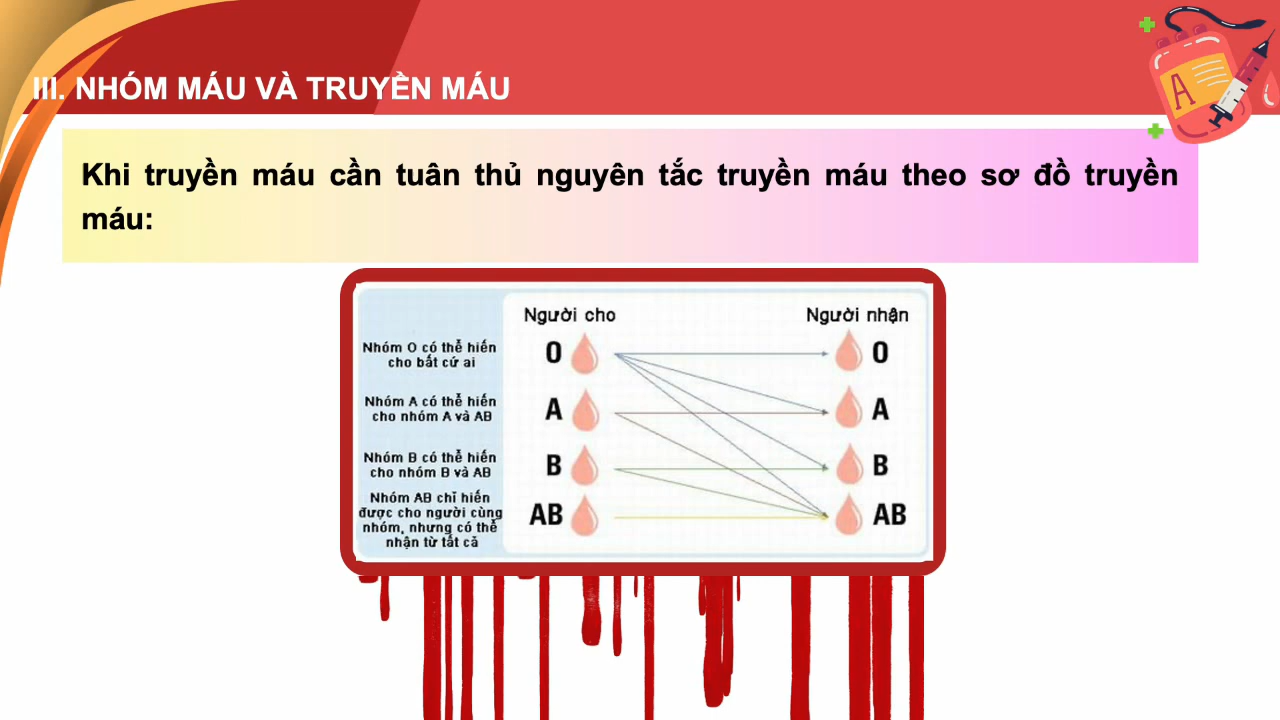 III. NHÓM MÁU VÀ TRUYỀN MÁU
A
Khi truyền máu cần tuân thủ nguyên tắc truyền máu theo sơ đồ truyền
máu:
Người cho
Người nhận
Nhóm O có thể hiến
cho bất cứ ai
O
O
Nhóm A có thể hiến
cho nhóm A và AB
A
A
Nhóm B có thể hiến
cho nhóm B và AB
B
B
Nhóm AB chỉ hiến
được cho người cùng
nhóm, nhưng có thể
nhận từ tất cả
AB
AB